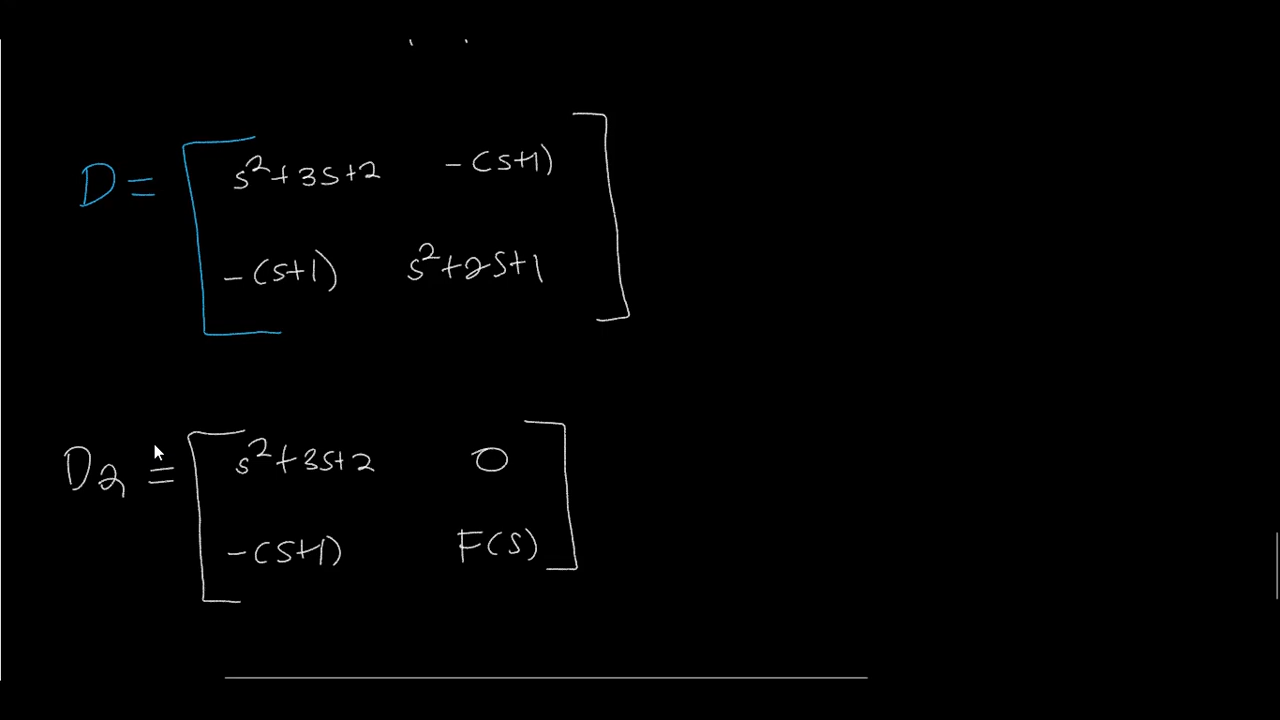 s²+3s+2 -(s+1)
D=
-(s+1) s²+2s+1
s²+3s+2 0
D2 =
-(s+1) F(s)